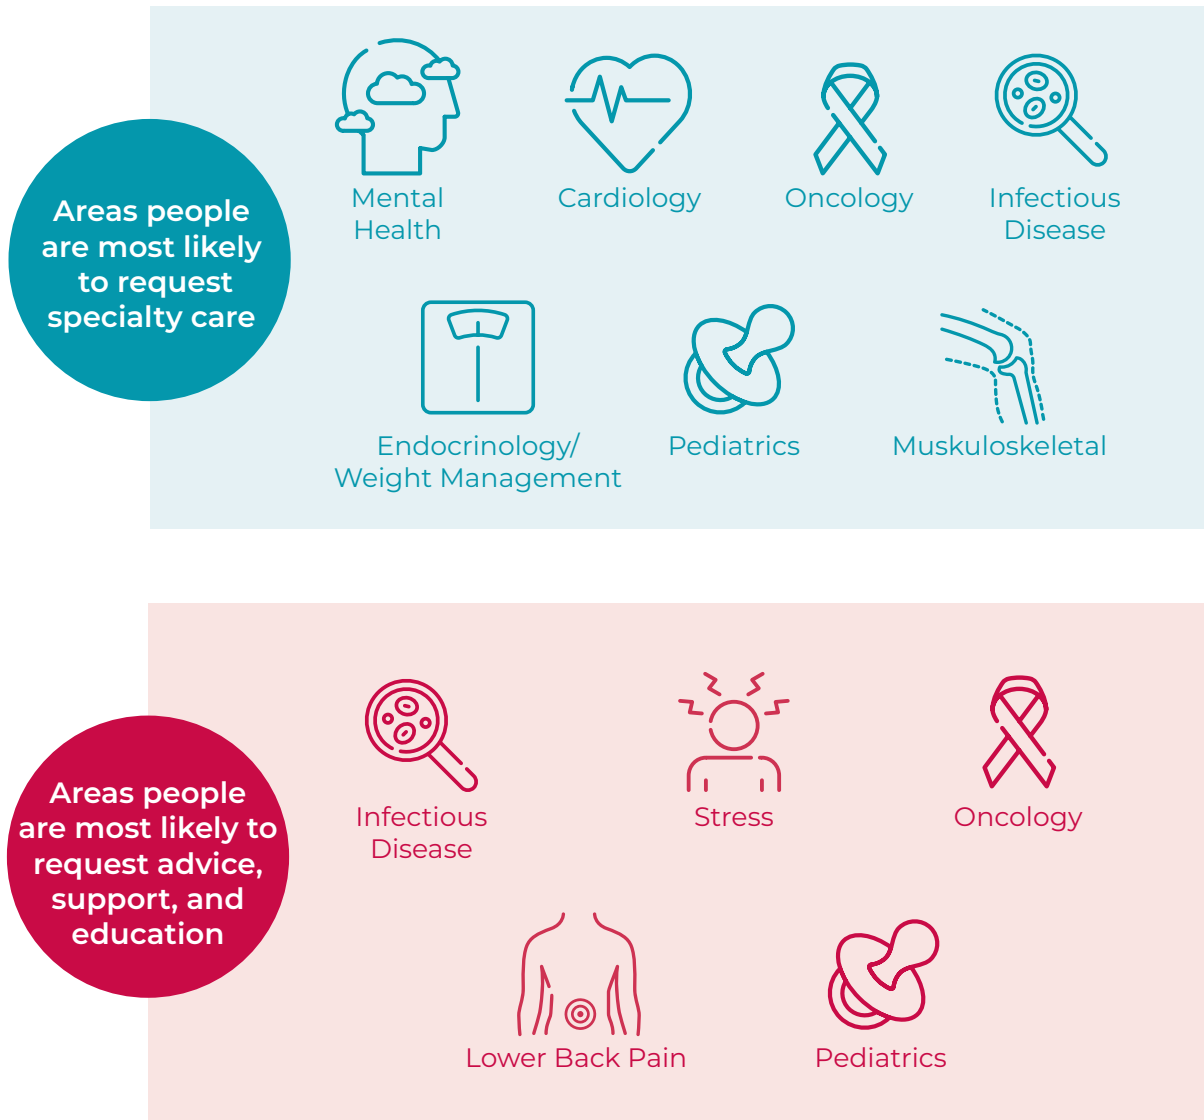 Areas people
are most likely
to request
specialty care
Mental
Health
Cardiology
Oncology
Infectious
Disease
Endocrinology/
Weight Management
Pediatrics
Muskuloskeletal
Areas people
are most likely to
request advice,
support, and
education
Infectious
Disease
Stress
Oncology
Lower Back Pain
Pediatrics